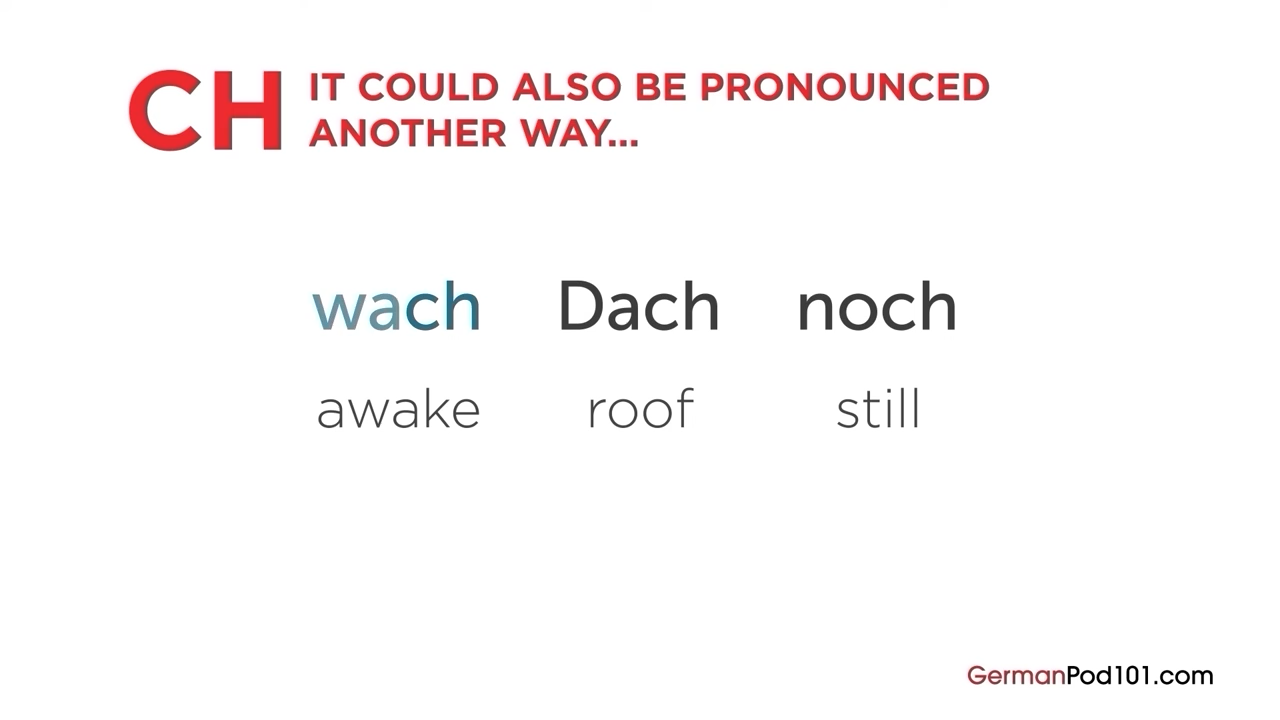 CH IT COULD ALSO BE PRONOUNCED
ANOTHER WAY...
wach Dach noch
awake roof still
GermanPod101.com